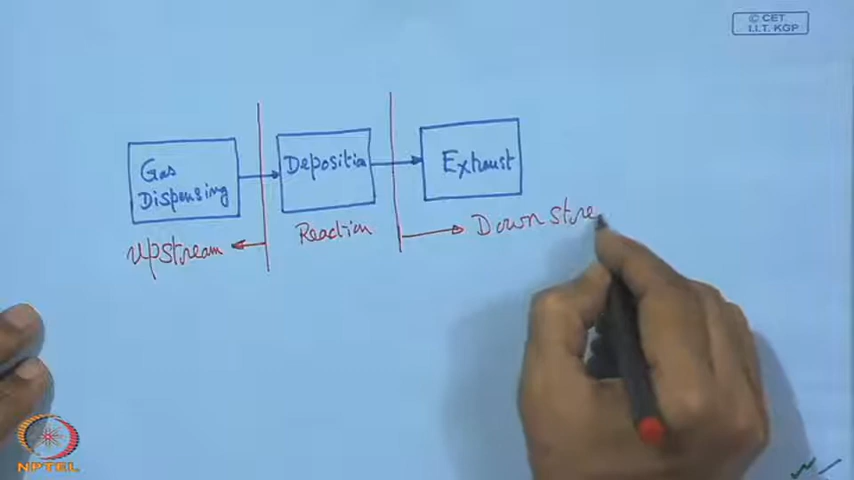 © CET
I.I.T. KGP
Gas
Dispensing
Deposition
Exhaust
Upstream
Reaction
Down stre
NPTEL